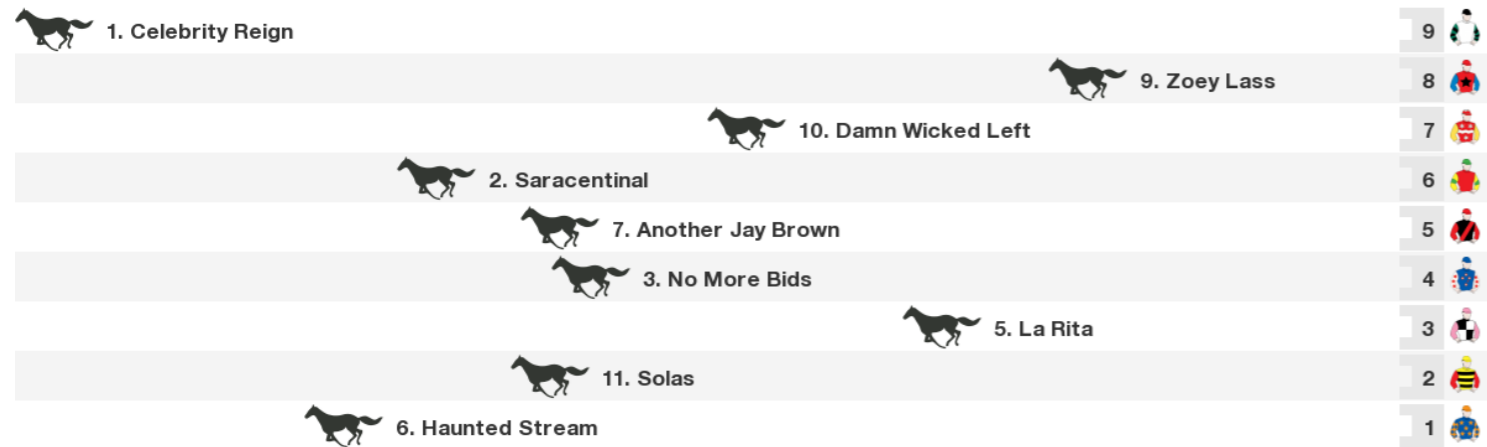 1. Celebrity Reign 9
9. Zoey Lass 8
10. Damn Wicked Left 7
2. Saracentinal 6
7. Another Jay Brown 5
3. No More Bids 4
5. La Rita 3
11. Solas 2
6. Haunted Stream 1